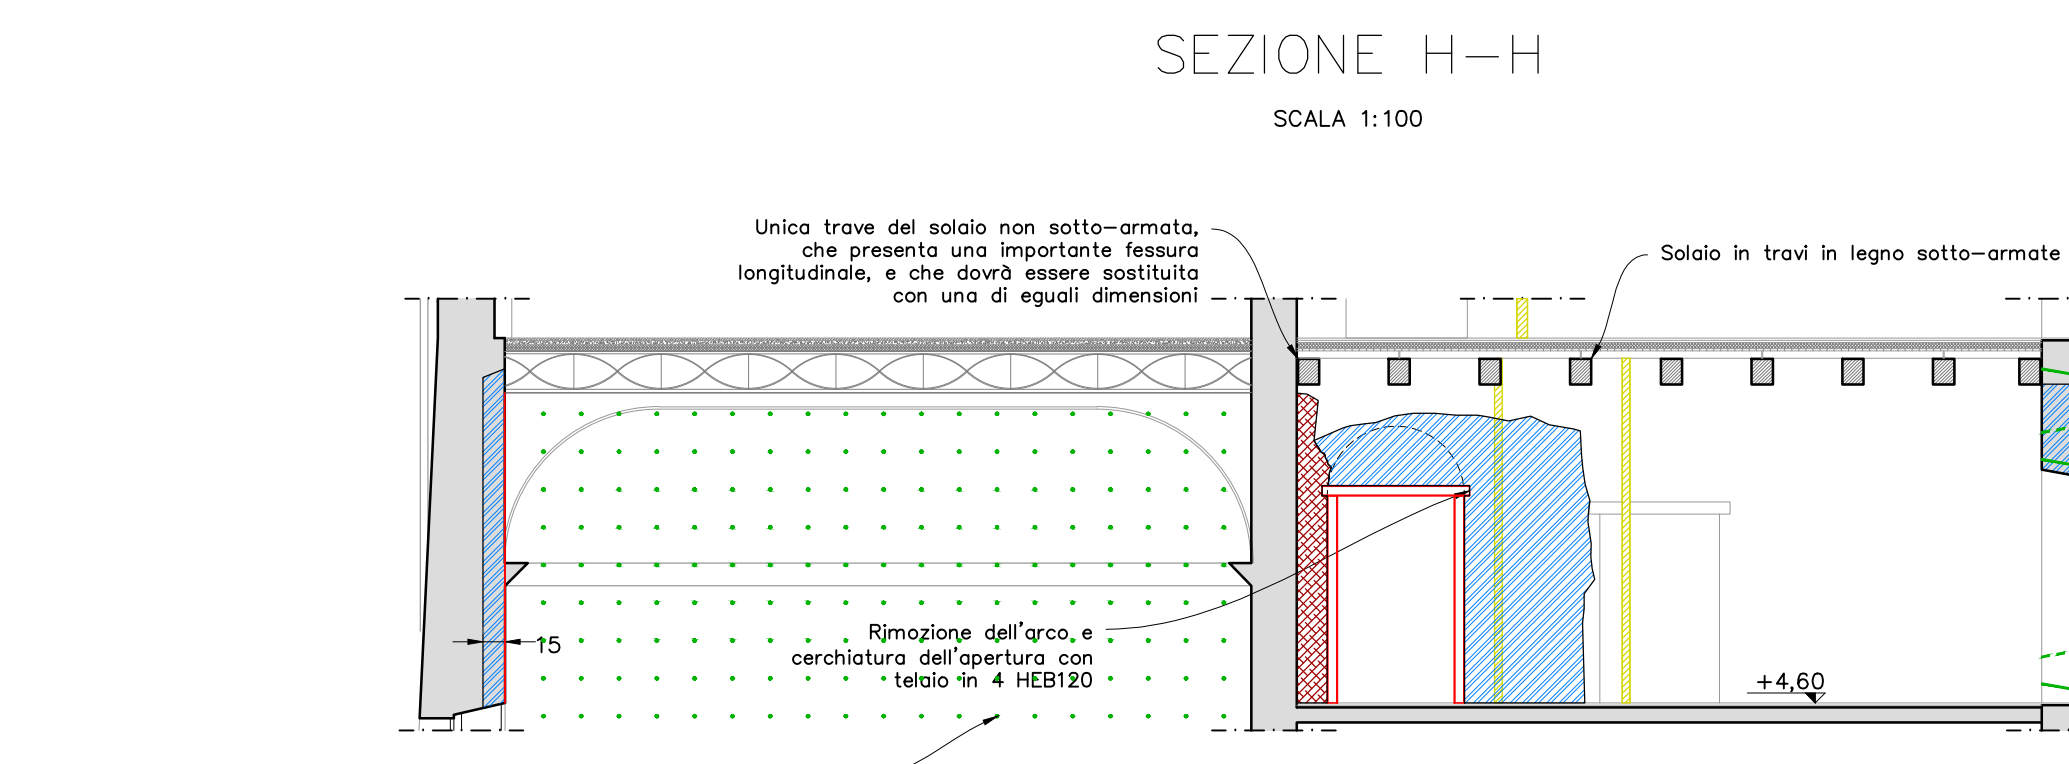 SEZIONE H-H
SCALA 1:100
Unica trave del solaio non sotto-armata,
che presenta una importante fessura
longitudinale, e che dovrà essere sostituita
con una di eguali dimensioni
Solaio in travi in legno sotto-armate
15
Rimozione dell'arco e
cerchiatura dell'apertura con
telaio in 4 HEB120
+4,60